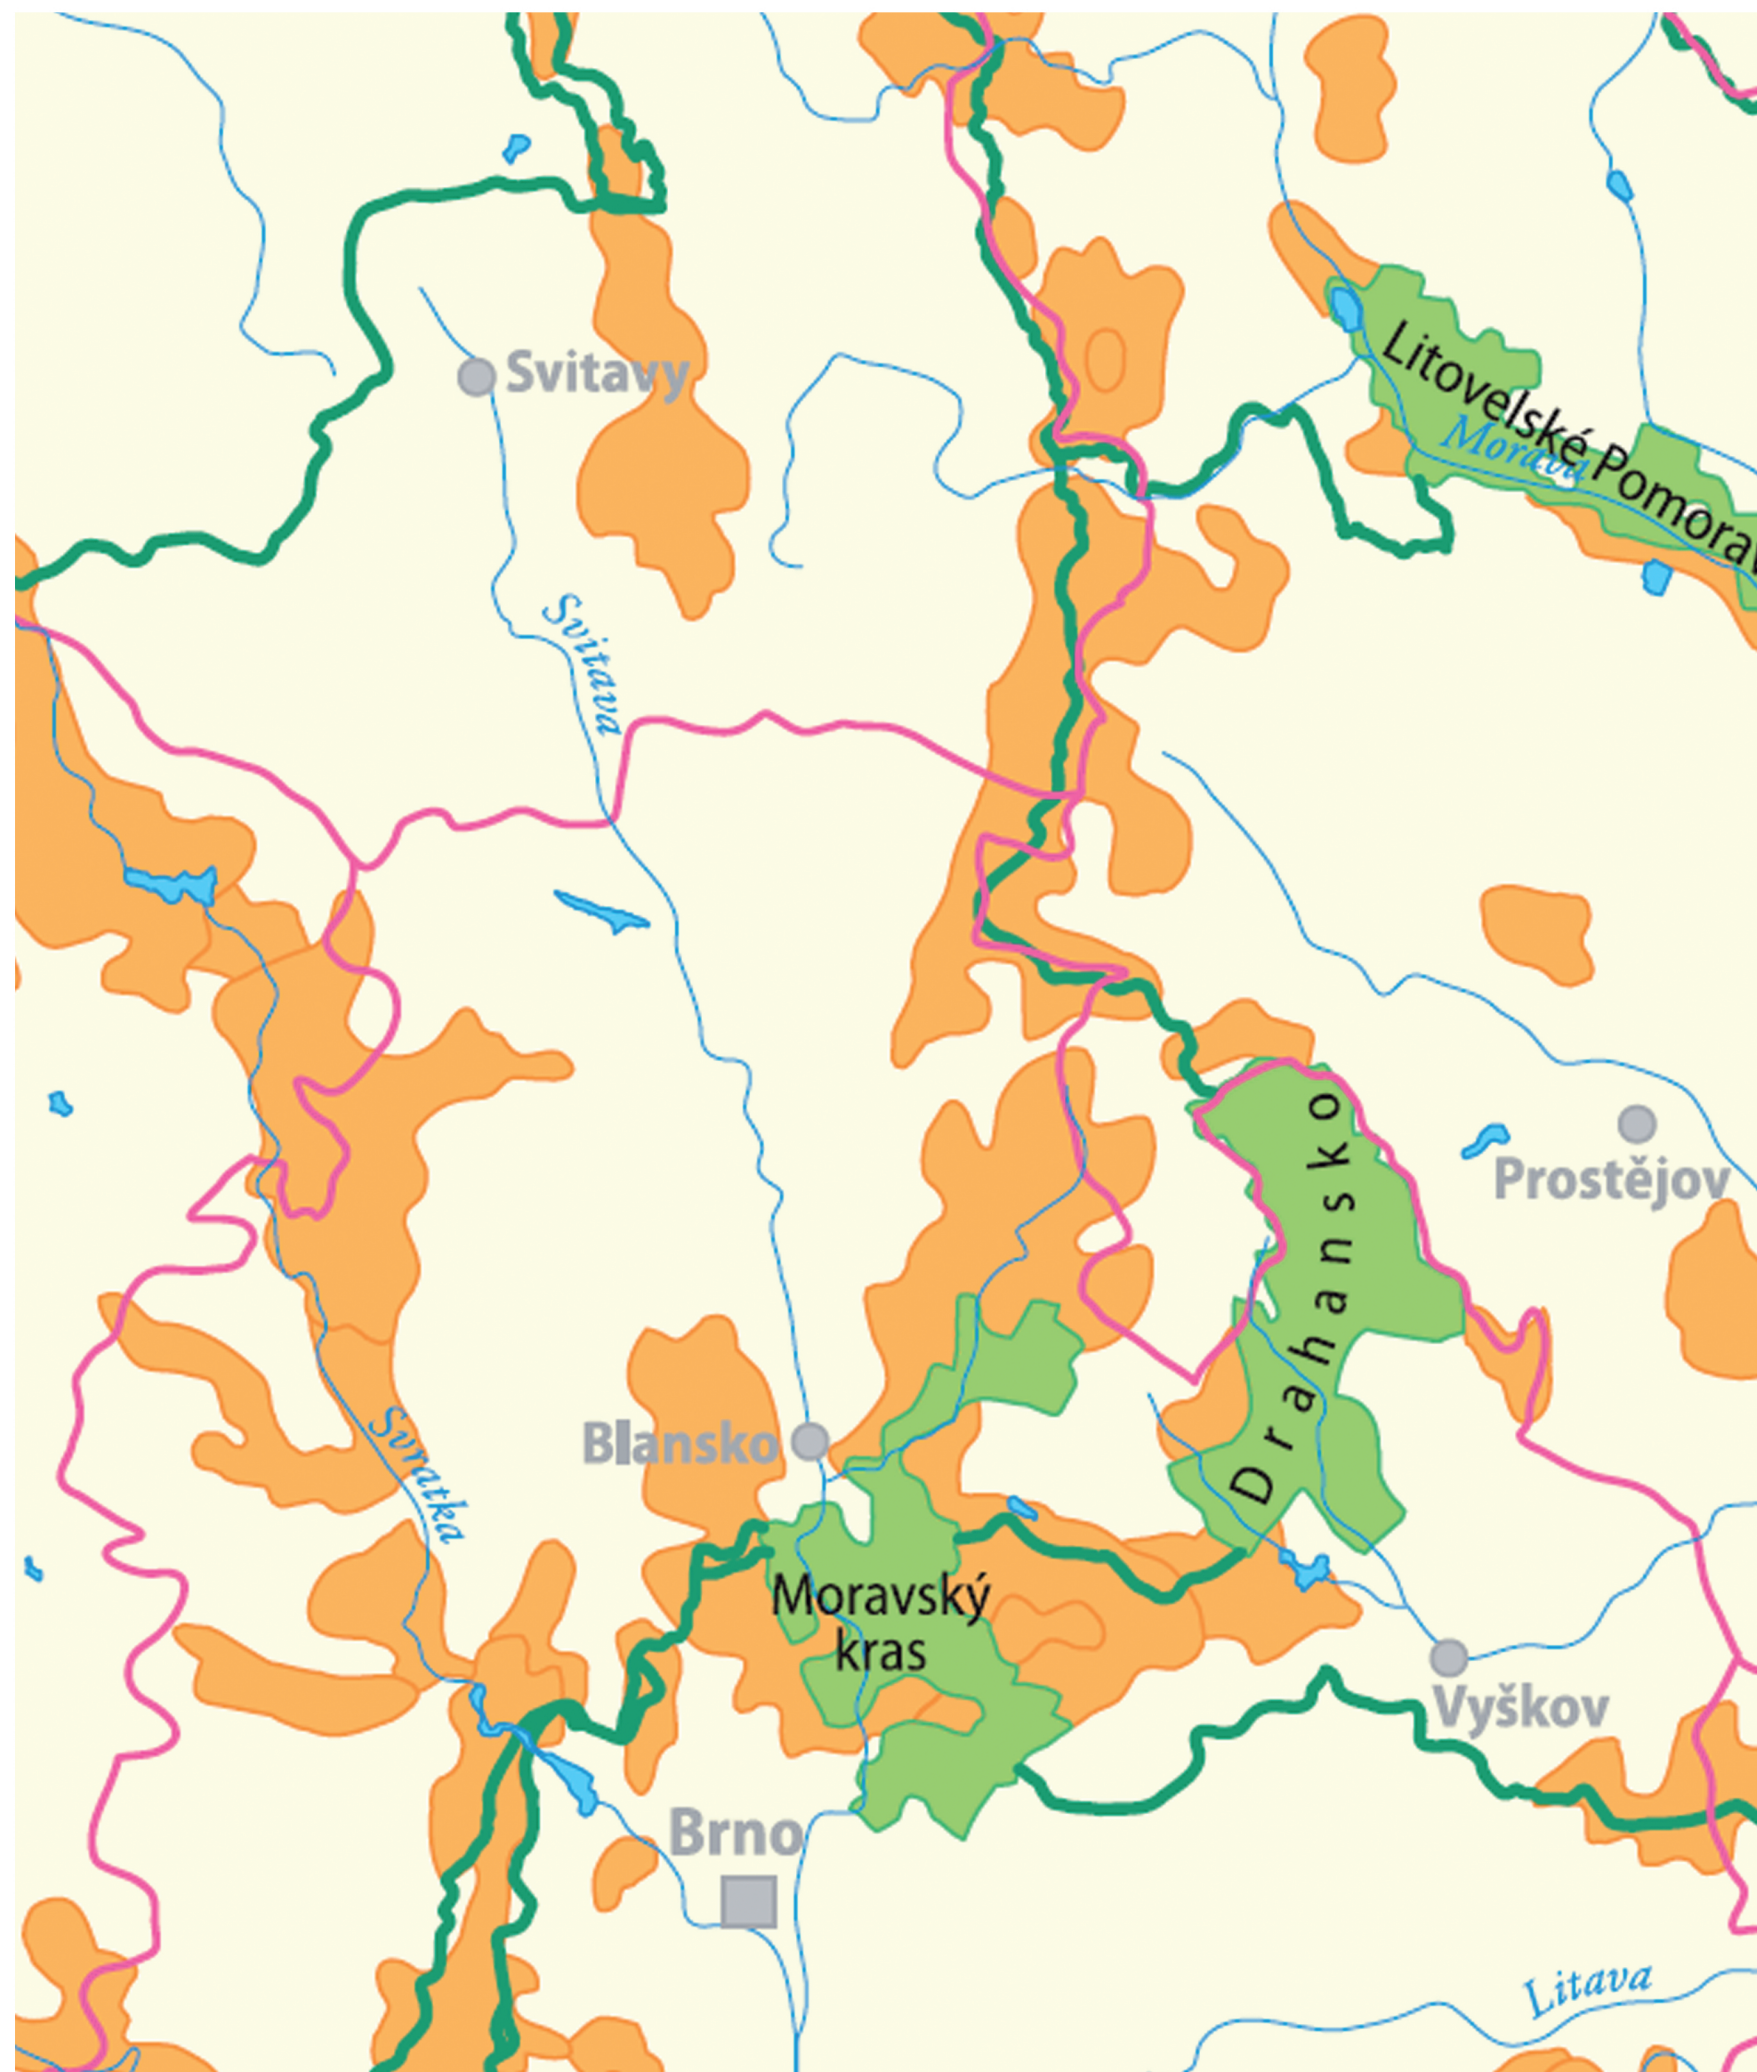 Svitavy
Litovelské Pomorav
Morava
Svitava
Drahansko
Prostějov
Blansko
Svratka
Moravský
kras
Vyškov
Brno
Litava